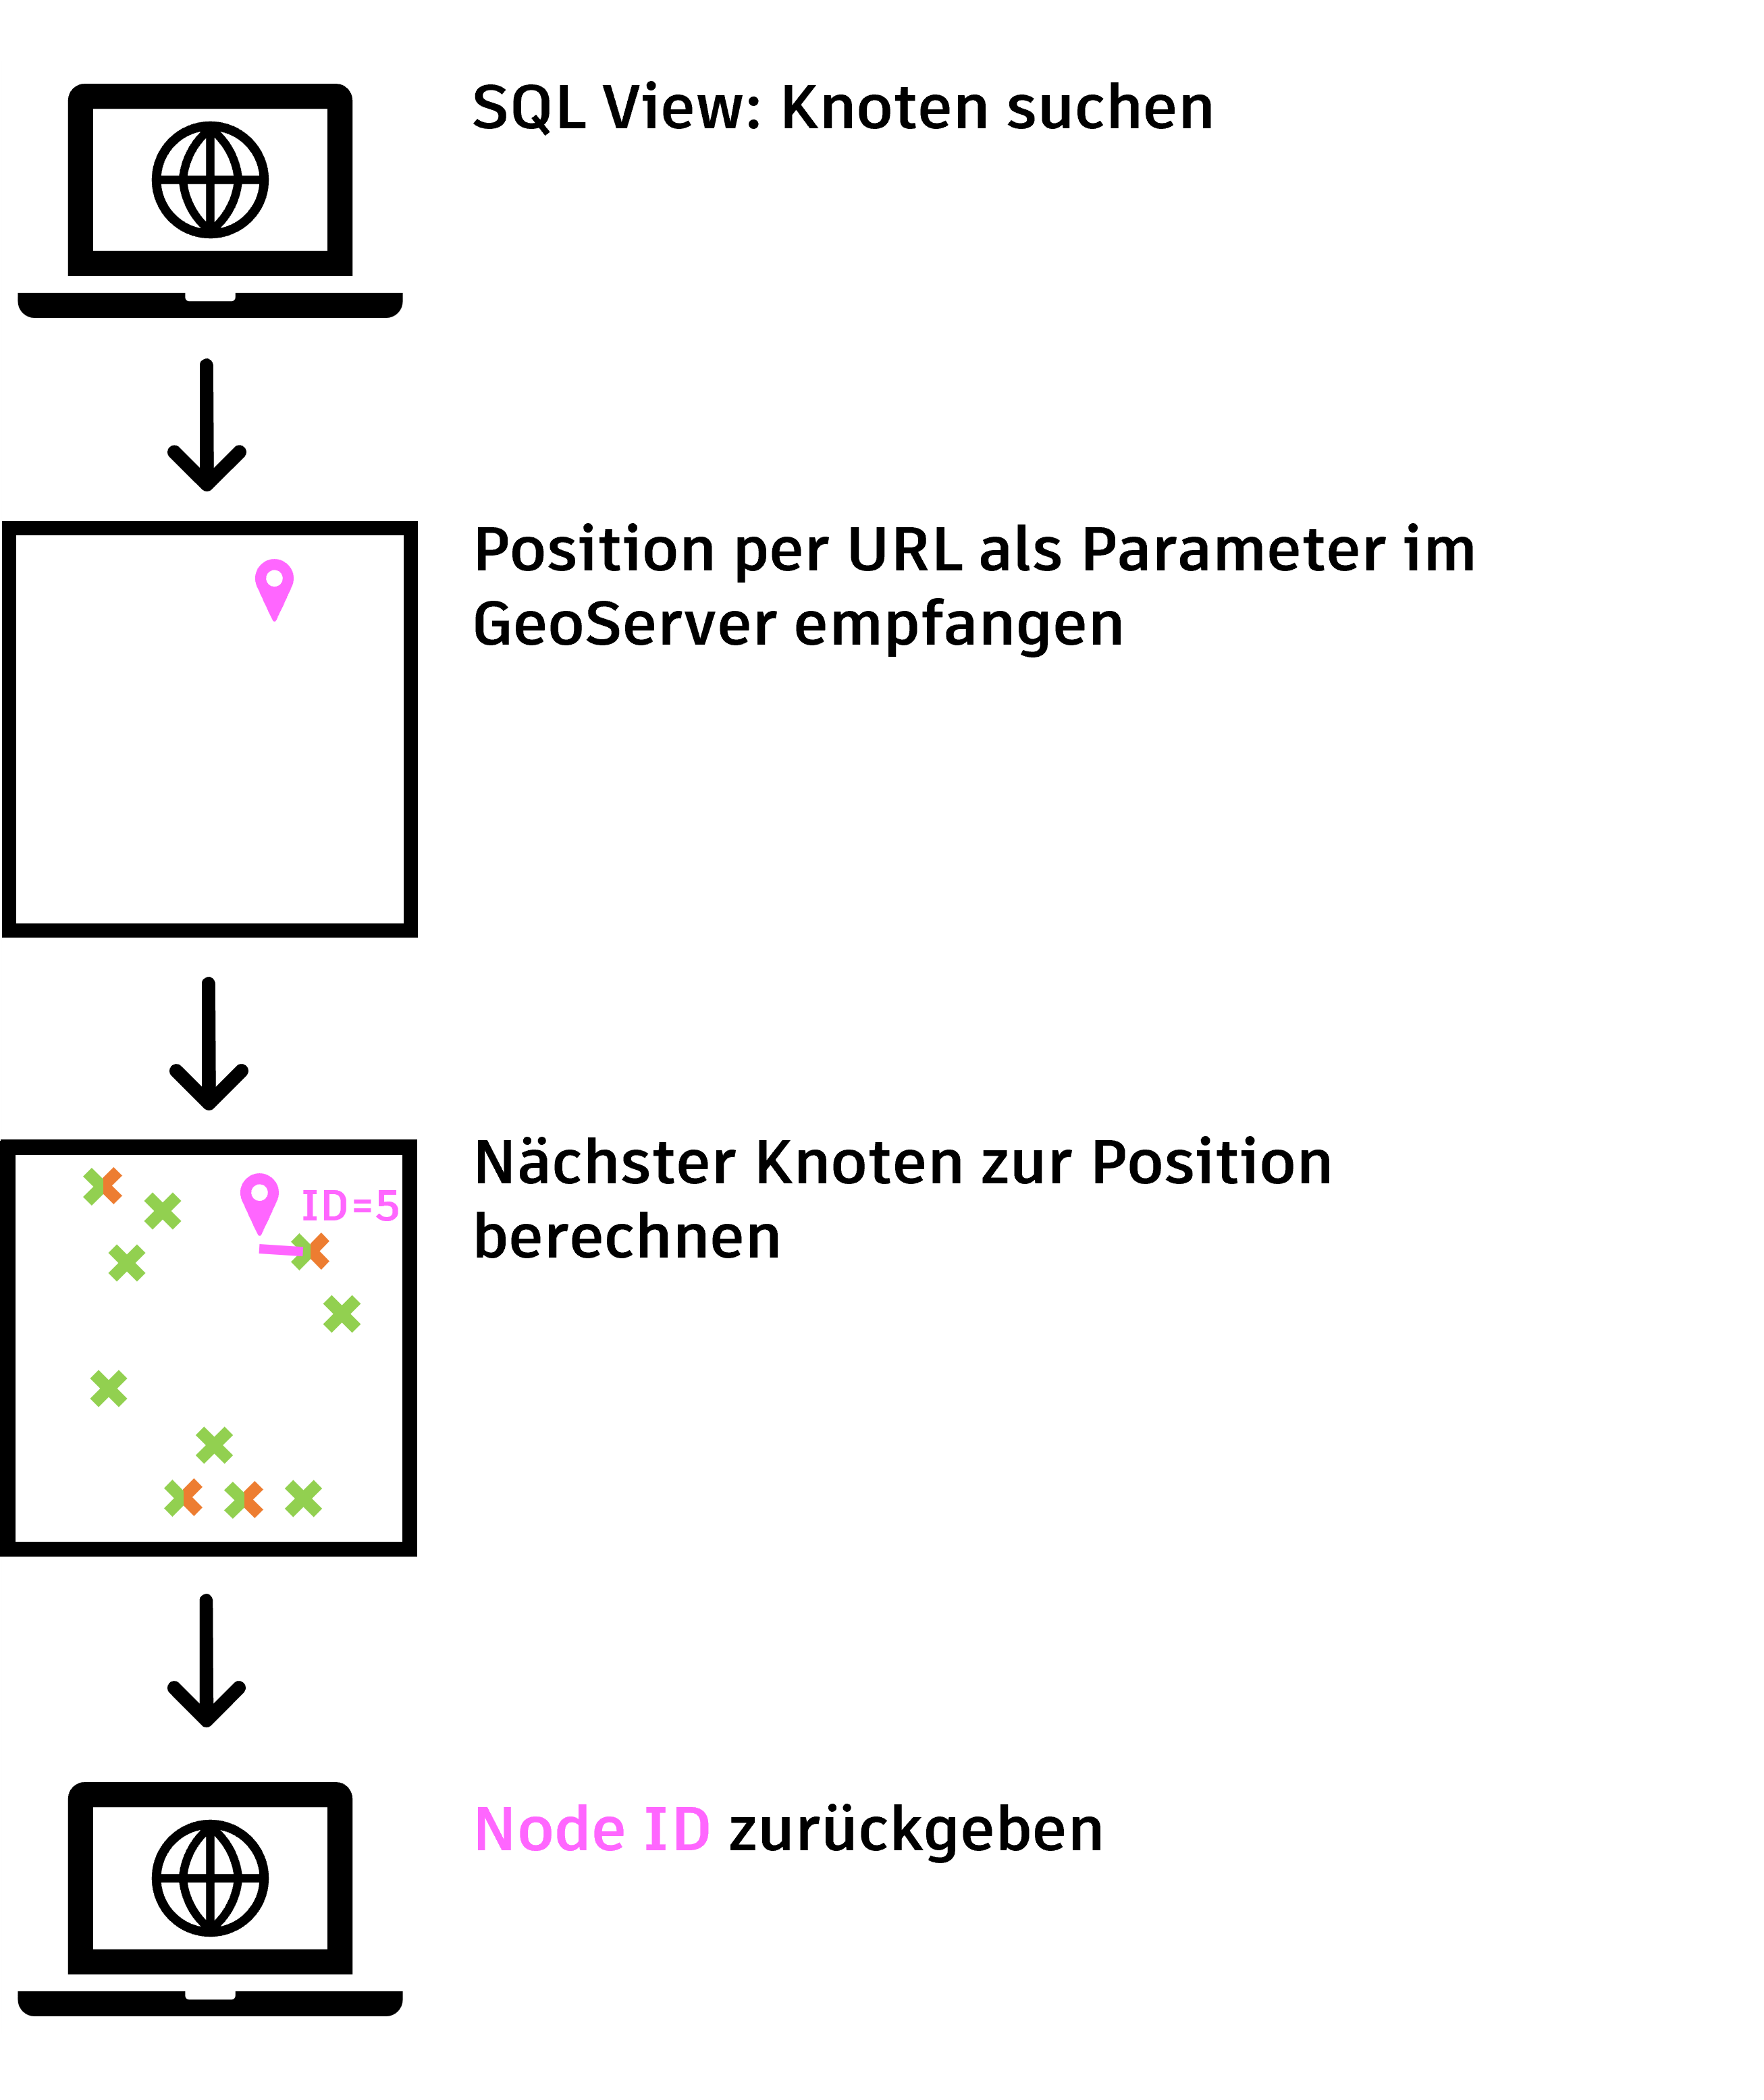 SQL View: Knoten suchen
Position per URL als Parameter im
GeoServer empfangen
Nächster Knoten zur Position
berechnen
ID=5
Node ID zurückgeben